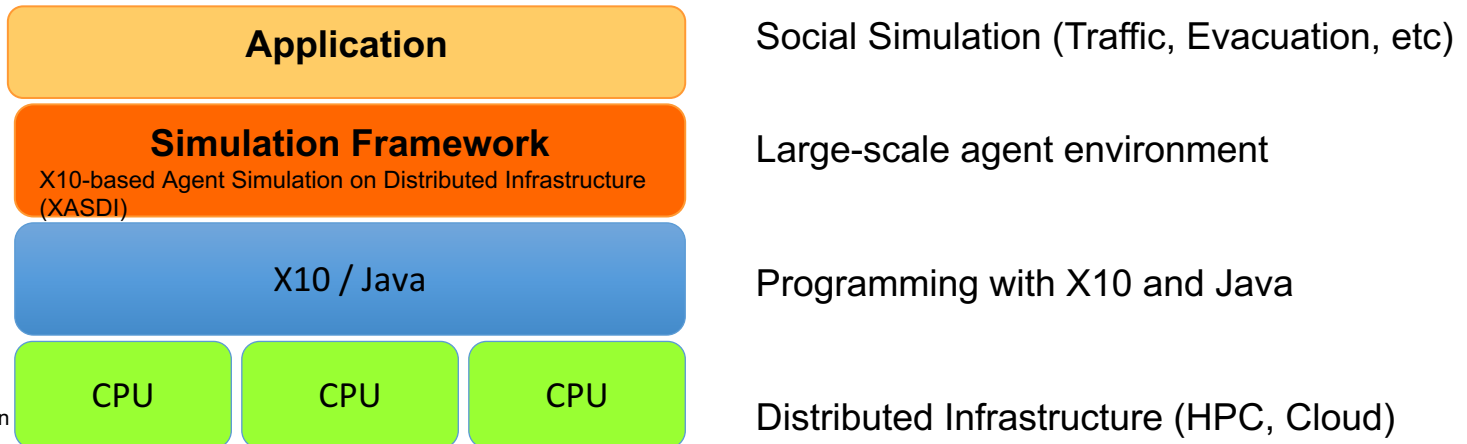 Application
Social Simulation (Traffic, Evacuation, etc)
Simulation Framework
X10-based Agent Simulation on Distributed Infrastructure
(XASDI)
Large-scale agent environment
X10 / Java
Programming with X10 and Java
CPU
CPU
CPU
Distributed Infrastructure (HPC, Cloud)